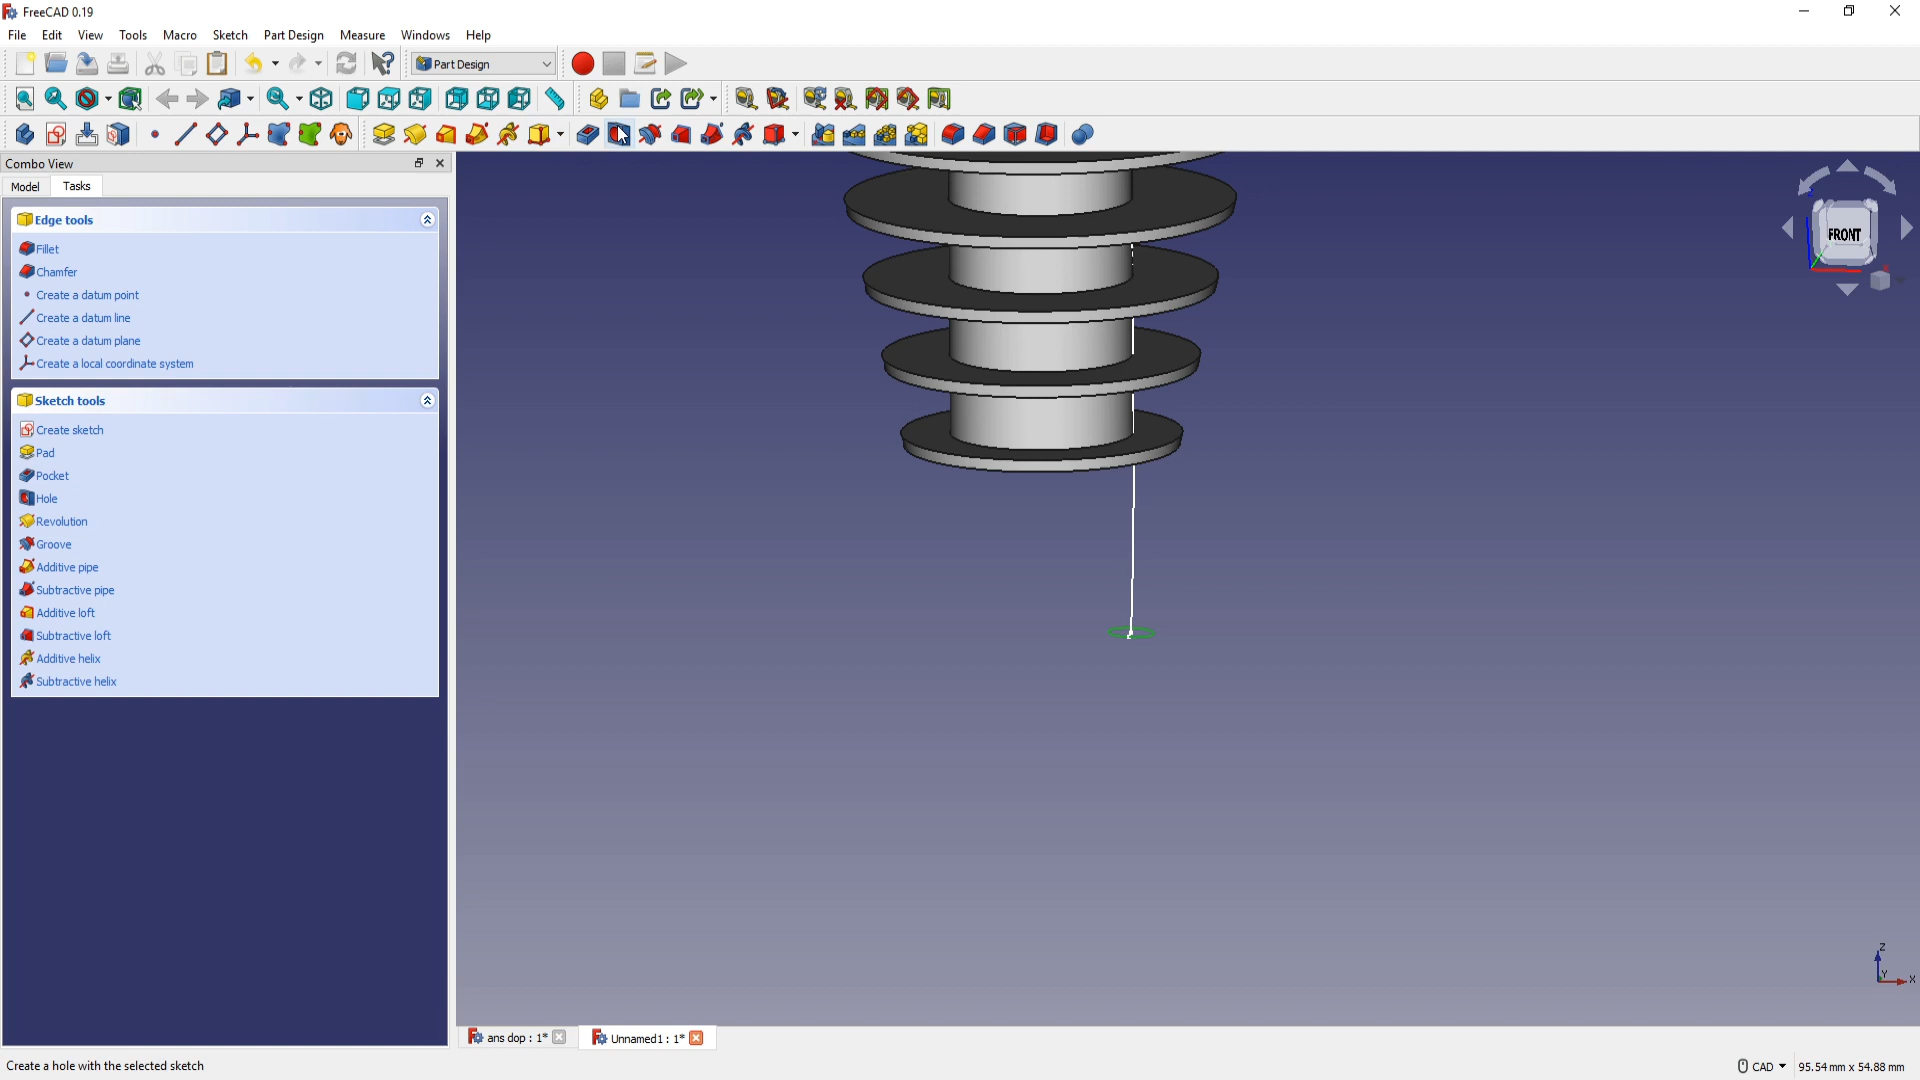 FreeCAD 0.19
File Edit View Tools Macro Sketch Part Design Measure Windows Help
Part Design
Combo View
Model Tasks
Edge tools
Fillet
Chamfer
Create a datum point
Create a datum line
Create a datum plane
Create a local coordinate system
Sketch tools
Create sketch
Pad
Pocket
Hole
Revolution
Groove
Additive pipe
Subtractive pipe
Additive loft
Subtractive loft
Additive helix
Subtractive helix
FRONT
Z
Y
X
ans dop : 1*
Unnamed1 : 1*
Create a hole with the selected sketch
CAD
95.54 mm x 54.88 mm